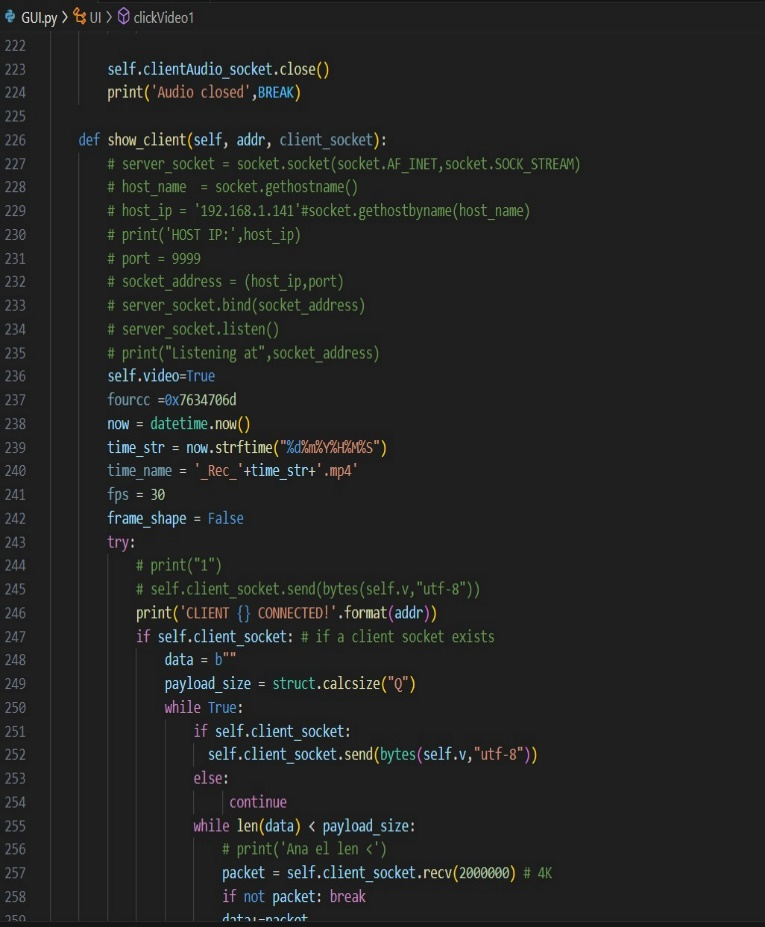 GUI.py > UI > clickVideo1
222
223 self.clientAudio_socket.close()
224 print('Audio closed',BREAK)
225
226 def show_client(self, addr, client_socket):
227 # server_socket = socket.socket(socket.AF_INET,socket.SOCK_STREAM)
228 # host_name  = socket.gethostname()
229 # host_ip = '192.168.1.141'#socket.gethostbyname(host_name)
230 # print('HOST IP:',host_ip)
231 # port = 9999
232 # socket_address = (host_ip,port)
233 # server_socket.bind(socket_address)
234 # server_socket.listen()
235 # print("Listening at",socket_address)
236 self.video=True
237 fourcc =0x7634706d
238 now = datetime.now()
239 time_str = now.strftime("%d%m%Y%H%M%S")
240 time_name = '_Rec_'+time_str+'.mp4'
241 fps = 30
242 frame_shape = False
243 try:
244 # print("1")
245 # self.client_socket.send(bytes(self.v,"utf-8"))
246 print('CLIENT {} CONNECTED!'.format(addr))
247 if self.client_socket: # if a client socket exists
248 data = b""
249 payload_size = struct.calcsize("Q")
250 while True:
251 if self.client_socket:
252 self.client_socket.send(bytes(self.v,"utf-8"))
253 else:
254 continue
255 while len(data) < payload_size:
256 # print('Ana el len <')
257 packet = self.client_socket.recv(2000000) # 4K
258 if not packet: break
259 data+=packet